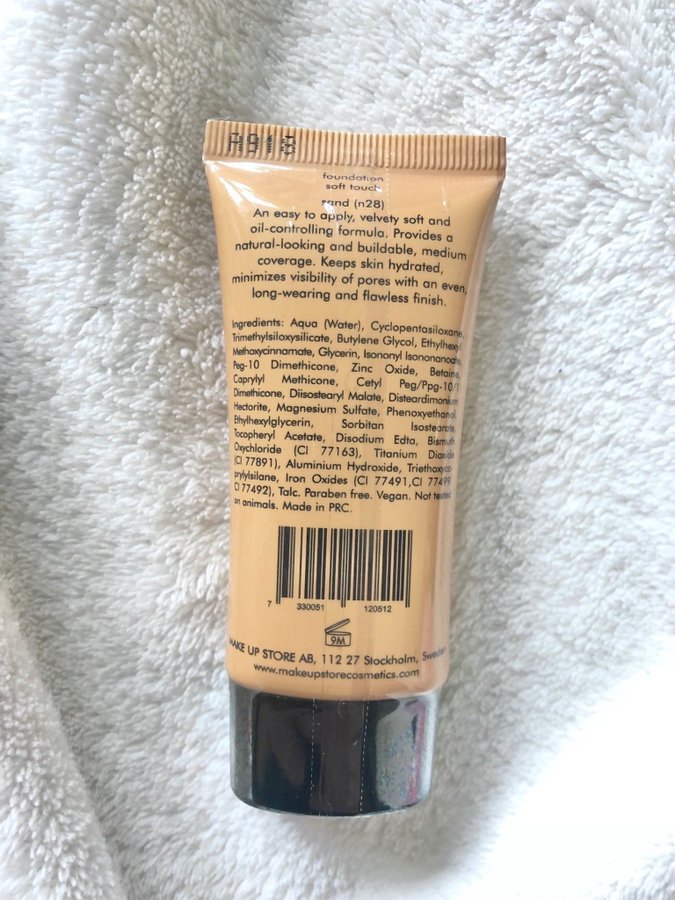 foundation
soft touch
sand (n28)
An easy to apply, velvety soft and
oil-controlling formula. Provides a
natural-looking and buildable, medium
coverage. Keeps skin hydrated,
minimizes visibility of pores with an even,
long-wearing and flawless finish.
Ingredients: Aqua (Water), Cyclopentasiloxane,
Trimethylsiloxysilicate, Butylene Glycol, Ethylhexyl
Methoxycinnamate, Glycerin, Isononyl Isononanoate,
Peg-10 Dimethicone, Zinc Oxide, Betaine,
Caprylyl Methicone, Cetyl Peg/Ppg-10/1
Dimethicone, Diisostearyl Malate, Disteardimonium
Hectorite, Magnesium Sulfate, Phenoxyethanol,
Ethylhexylglycerin, Sorbitan Isostearate,
Tocopheryl Acetate, Disodium Edta, Bismuth
Oxychloride (CI 77163), Titanium Dioxide
(CI 77891), Aluminium Hydroxide, Triethoxyca-
prylylsilane, Iron Oxides (CI 77491,CI 77499,
CI 77492), Talc. Paraben free. Vegan. Not tested
on animals. Made in PRC.
7 330051 120512
9M
MAKE UP STORE AB, 112 27 Stockholm, Sweden
www.makeupstorecosmetics.com